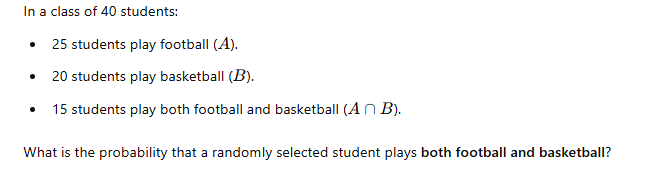 In a class of 40 students:
• 25 students play football (A).
• 20 students play basketball (B).
• 15 students play both football and basketball (A ∩ B).
What is the probability that a randomly selected student plays both football and basketball?